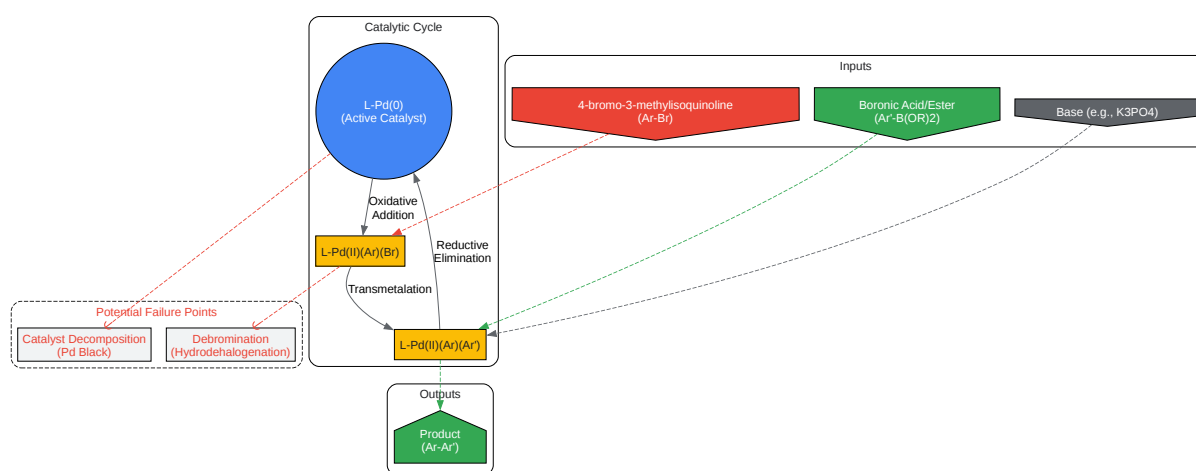 Catalytic Cycle
L-Pd(0)
(Active Catalyst)
Oxidative
Addition
L-Pd(II)(Ar)(Br)
Reductive
Elimination
Transmetalation
L-Pd(II)(Ar)(Ar')
Inputs
4-bromo-3-methylisoquinoline
(Ar-Br)
Boronic Acid/Ester
(Ar'-B(OR)2)
Base (e.g., K3PO4)
Potential Failure Points
Catalyst Decomposition
(Pd Black)
Debromination
(Hydrodehalogenation)
Outputs
Product
(Ar-Ar')